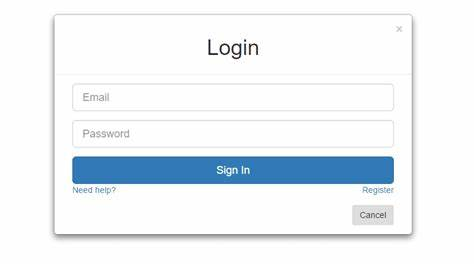 ×
Login
Email
Password
Sign In
Need help? Register
Cancel